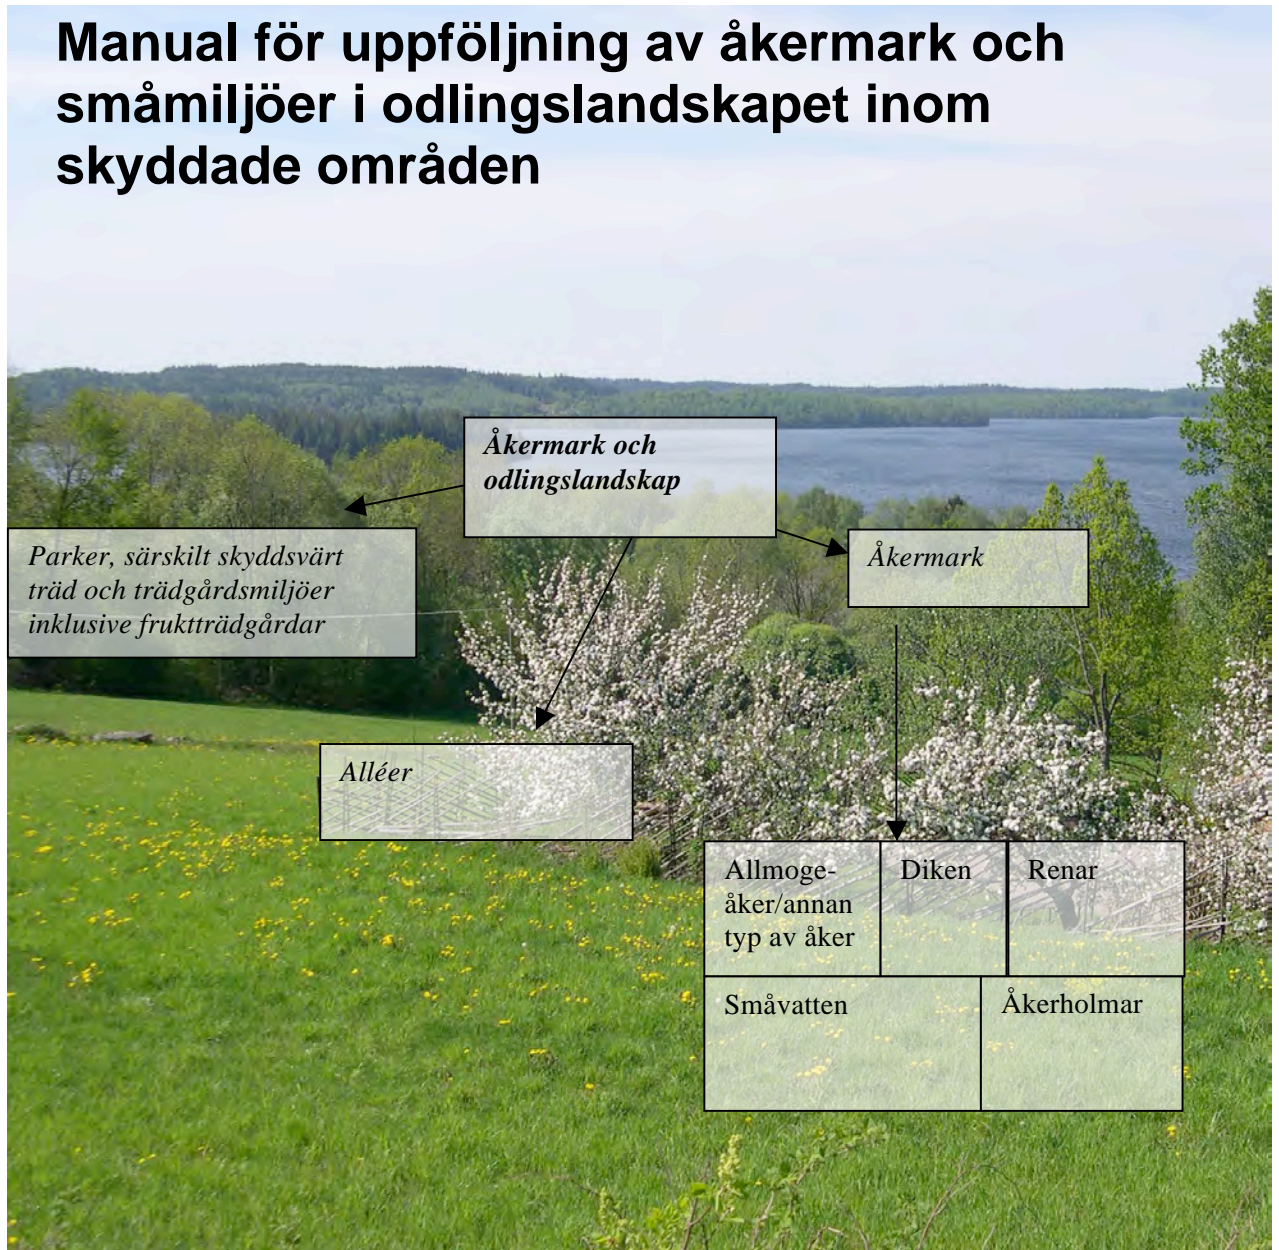 Manual för uppföljning av åkermark och
småmiljöer i odlingslandskapet inom
skyddade områden
Åkermark och
odlingslandskap
Parker, särskilt skyddsvärt
träd och trädgårdsmiljöer
inklusive fruktträdgårdar
Åkermark
Alléer
Allmoge-
åker/annan
typ av åker
Diken
Renar
Småvatten
Åkerholmar